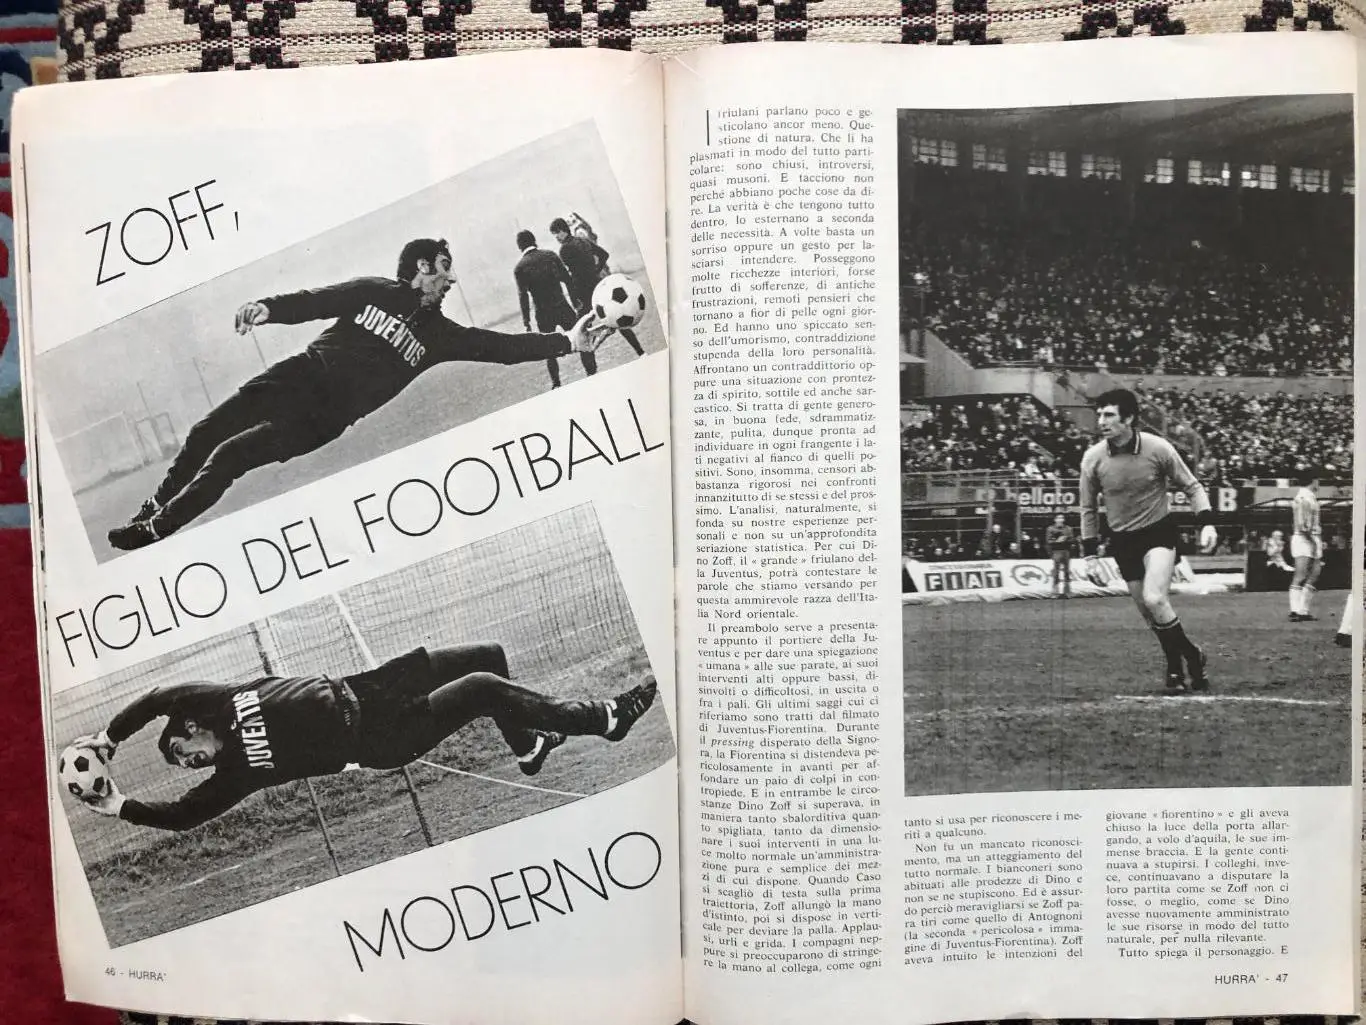 ZOFF,
JUVENTUS
FIGLIO DEL FOOTBALL
JUVENTUS
MODERNO
46 - HURRA'
I friulani parlano poco e ge-
sticolano ancor meno. Que-
stione di natura. Che li ha
plasmati in modo del tutto parti-
colare: sono chiusi, introversi,
quasi musoni. E tacciono non
perché abbiano poche cose da di-
re. La verità è che tengono tutto
dentro, lo esternano a seconda
delle necessità. A volte basta un
sorriso oppure un gesto per la-
sciarsi intendere. Posseggono
molte ricchezze interiori, forse
frutto di sofferenze, di antiche
frustrazioni, remoti pensieri che
tornano a fior di pelle ogni gior-
no. Ed hanno uno spiccato sen-
so dell'umorismo, contraddizione
stupenda della loro personalità.
Affrontano un contraddittorio op-
pure una situazione con prontez-
za di spirito, sottile ed anche sar-
castico. Si tratta di gente genero-
sa, in buona fede, sdrammatiz-
zante, pulita, dunque pronta ad
individuare in ogni frangente i la-
ti negativi al fianco di quelli po-
sitivi. Sono, insomma, censori ab-
bastanza rigorosi nei confronti
innanzitutto di se stessi e del pros-
simo. L'analisi, naturalmente, si
fonda su nostre esperienze per-
sonali e non su un'approfondita
seriazione statistica. Per cui Di-
no Zoff, il « grande » friulano del-
la Juventus, potrà contestare le
parole che stiamo versando per
questa ammirevole razza dell'Ita-
lia Nord orientale.
Il preambolo serve a presenta-
re appunto il portiere della Ju-
ventus e per dare una spiegazione
« umana » alle sue parate, ai suoi
interventi alti oppure bassi, di-
sinvolti o difficoltosi, in uscita o
fra i pali. Gli ultimi saggi cui ci
riferiamo sono tratti dal filmato
di Juventus-Fiorentina. Durante
il pressing disperato della Signo-
ra, la Fiorentina si distendeva pe-
ricolosamente in avanti per af-
fondare un paio di colpi in con-
tropiede. E in entrambe le circo-
stanze Dino Zoff si superava, in
maniera tanto sbalorditiva quan-
to spigliata, tanto da dimensio-
nare i suoi interventi in una lu-
ce molto normale un'amministra-
zione pura e semplice dei mez-
zi di cui dispone. Quando Caso
si scagliò di testa sulla prima
traiettoria, Zoff allungò la mano
d'istinto, poi si dispose in verti-
cale per deviare la palla. Applau-
si, urli e grida. I compagni nep-
pure si preoccuparono di stringe-
re la mano al collega, come ogni
bellato
STRADA
B
CONCESSIONARIA
FIAT
tanto si usa per riconoscere i me-
riti a qualcuno.
Non fu un mancato riconosci-
mento, ma un atteggiamento del
tutto normale. I bianconeri sono
abituati alle prodezze di Dino e
non se ne stupiscono. Ed è assur-
do perciò meravigliarsi se Zoff pa-
ra tiri come quello di Antognoni
(la seconda « pericolosa » imma-
gine di Juventus-Fiorentina). Zoff
aveva intuito le intenzioni del
giovane « fiorentino » e gli aveva
chiuso la luce della porta allar-
gando, a volo d'aquila, le sue im-
mense braccia. E la gente conti-
nuava a stupirsi. I colleghi, inve-
ce, continuavano a disputare la
loro partita come se Zoff non ci
fosse, o meglio, come se Dino
avesse nuovamente amministrato
le sue risorse in modo del tutto
naturale, per nulla rilevante.
Tutto spiega il personaggio. E
HURRA' - 47